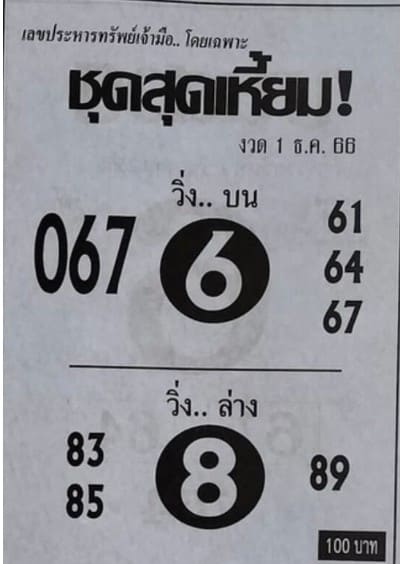 เลขประหารทรัพย์เจ้ามือ.. โดยเฉพาะ
ชุดสุดเหี้ยม!
งวด 1 ธ.ค. 66
วิ่ง.. บน
067
6
61
64
67
วิ่ง.. ล่าง
83
85
8
89
100 บาท